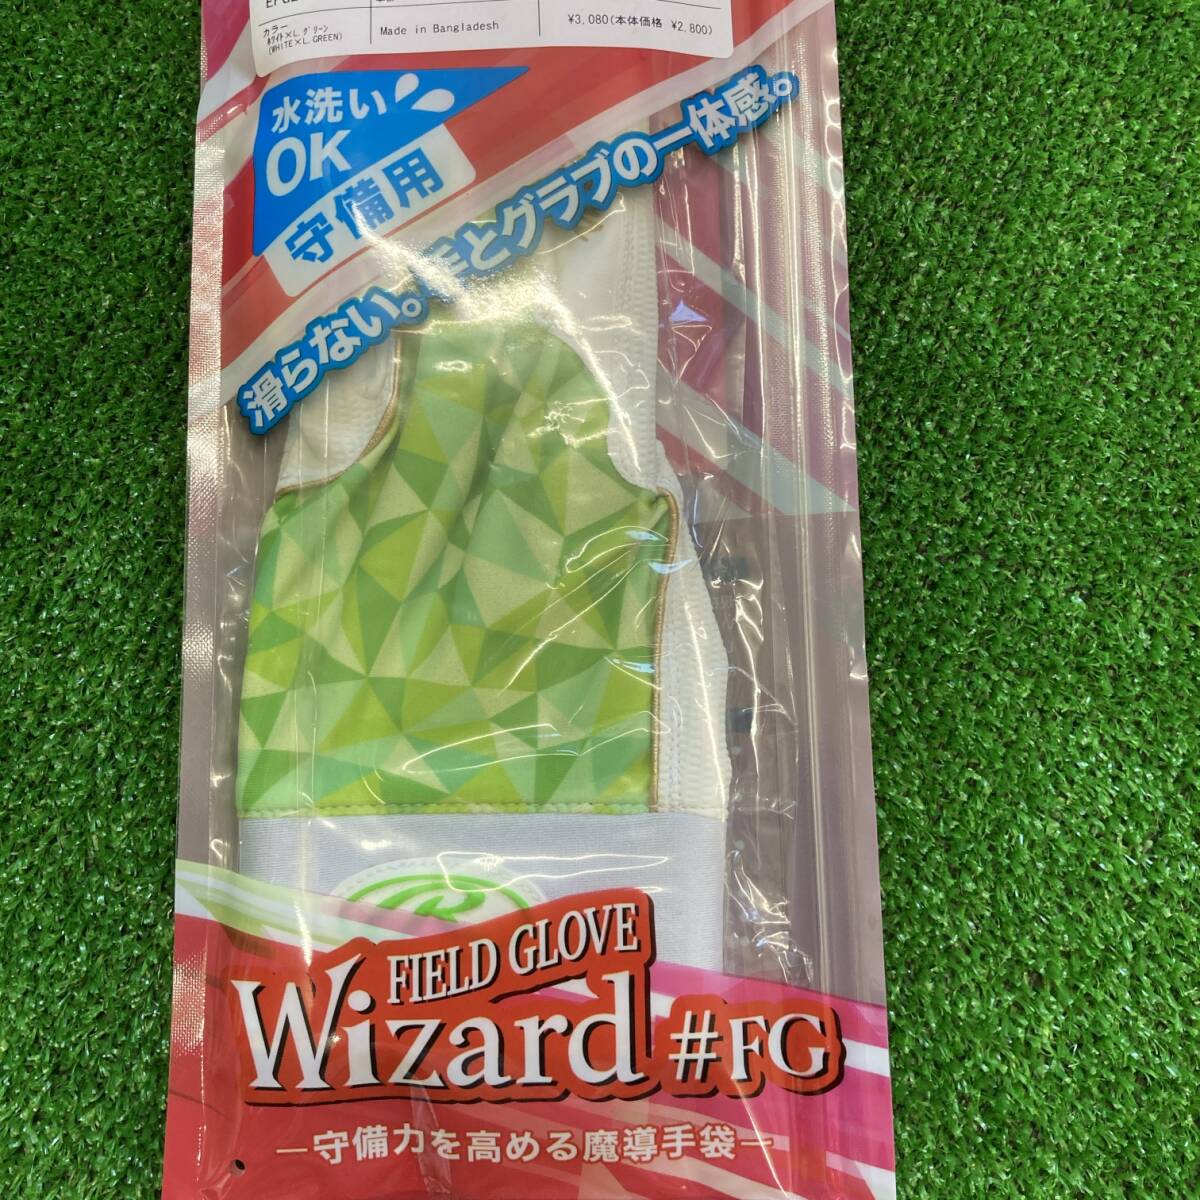 カラー
ホワイト×L.グリーン
(WHITE×L.GREEN)
Made in Bangladesh
¥3,080(本体価格 ¥2,800)
水洗い
OK
守備用
滑らない。手とグラブの一体感。
FIELD GLOVE
Wizard #FG
―守備力を高める魔導手袋―